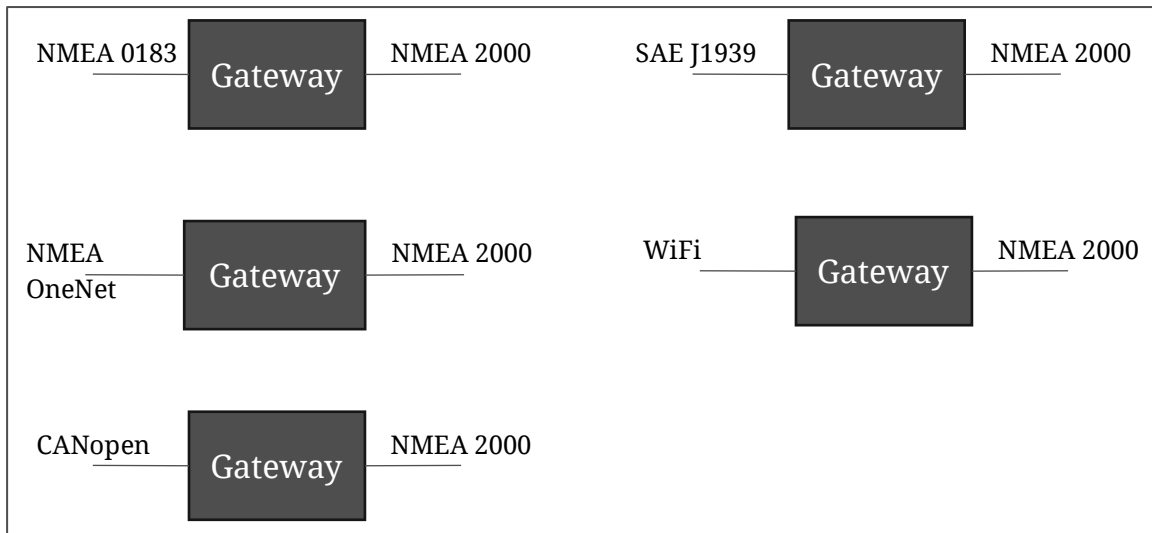 NMEA 0183 Gateway NMEA 2000
SAE J1939 Gateway NMEA 2000
NMEA
OneNet
Gateway NMEA 2000
WiFi Gateway NMEA 2000
CANopen Gateway NMEA 2000